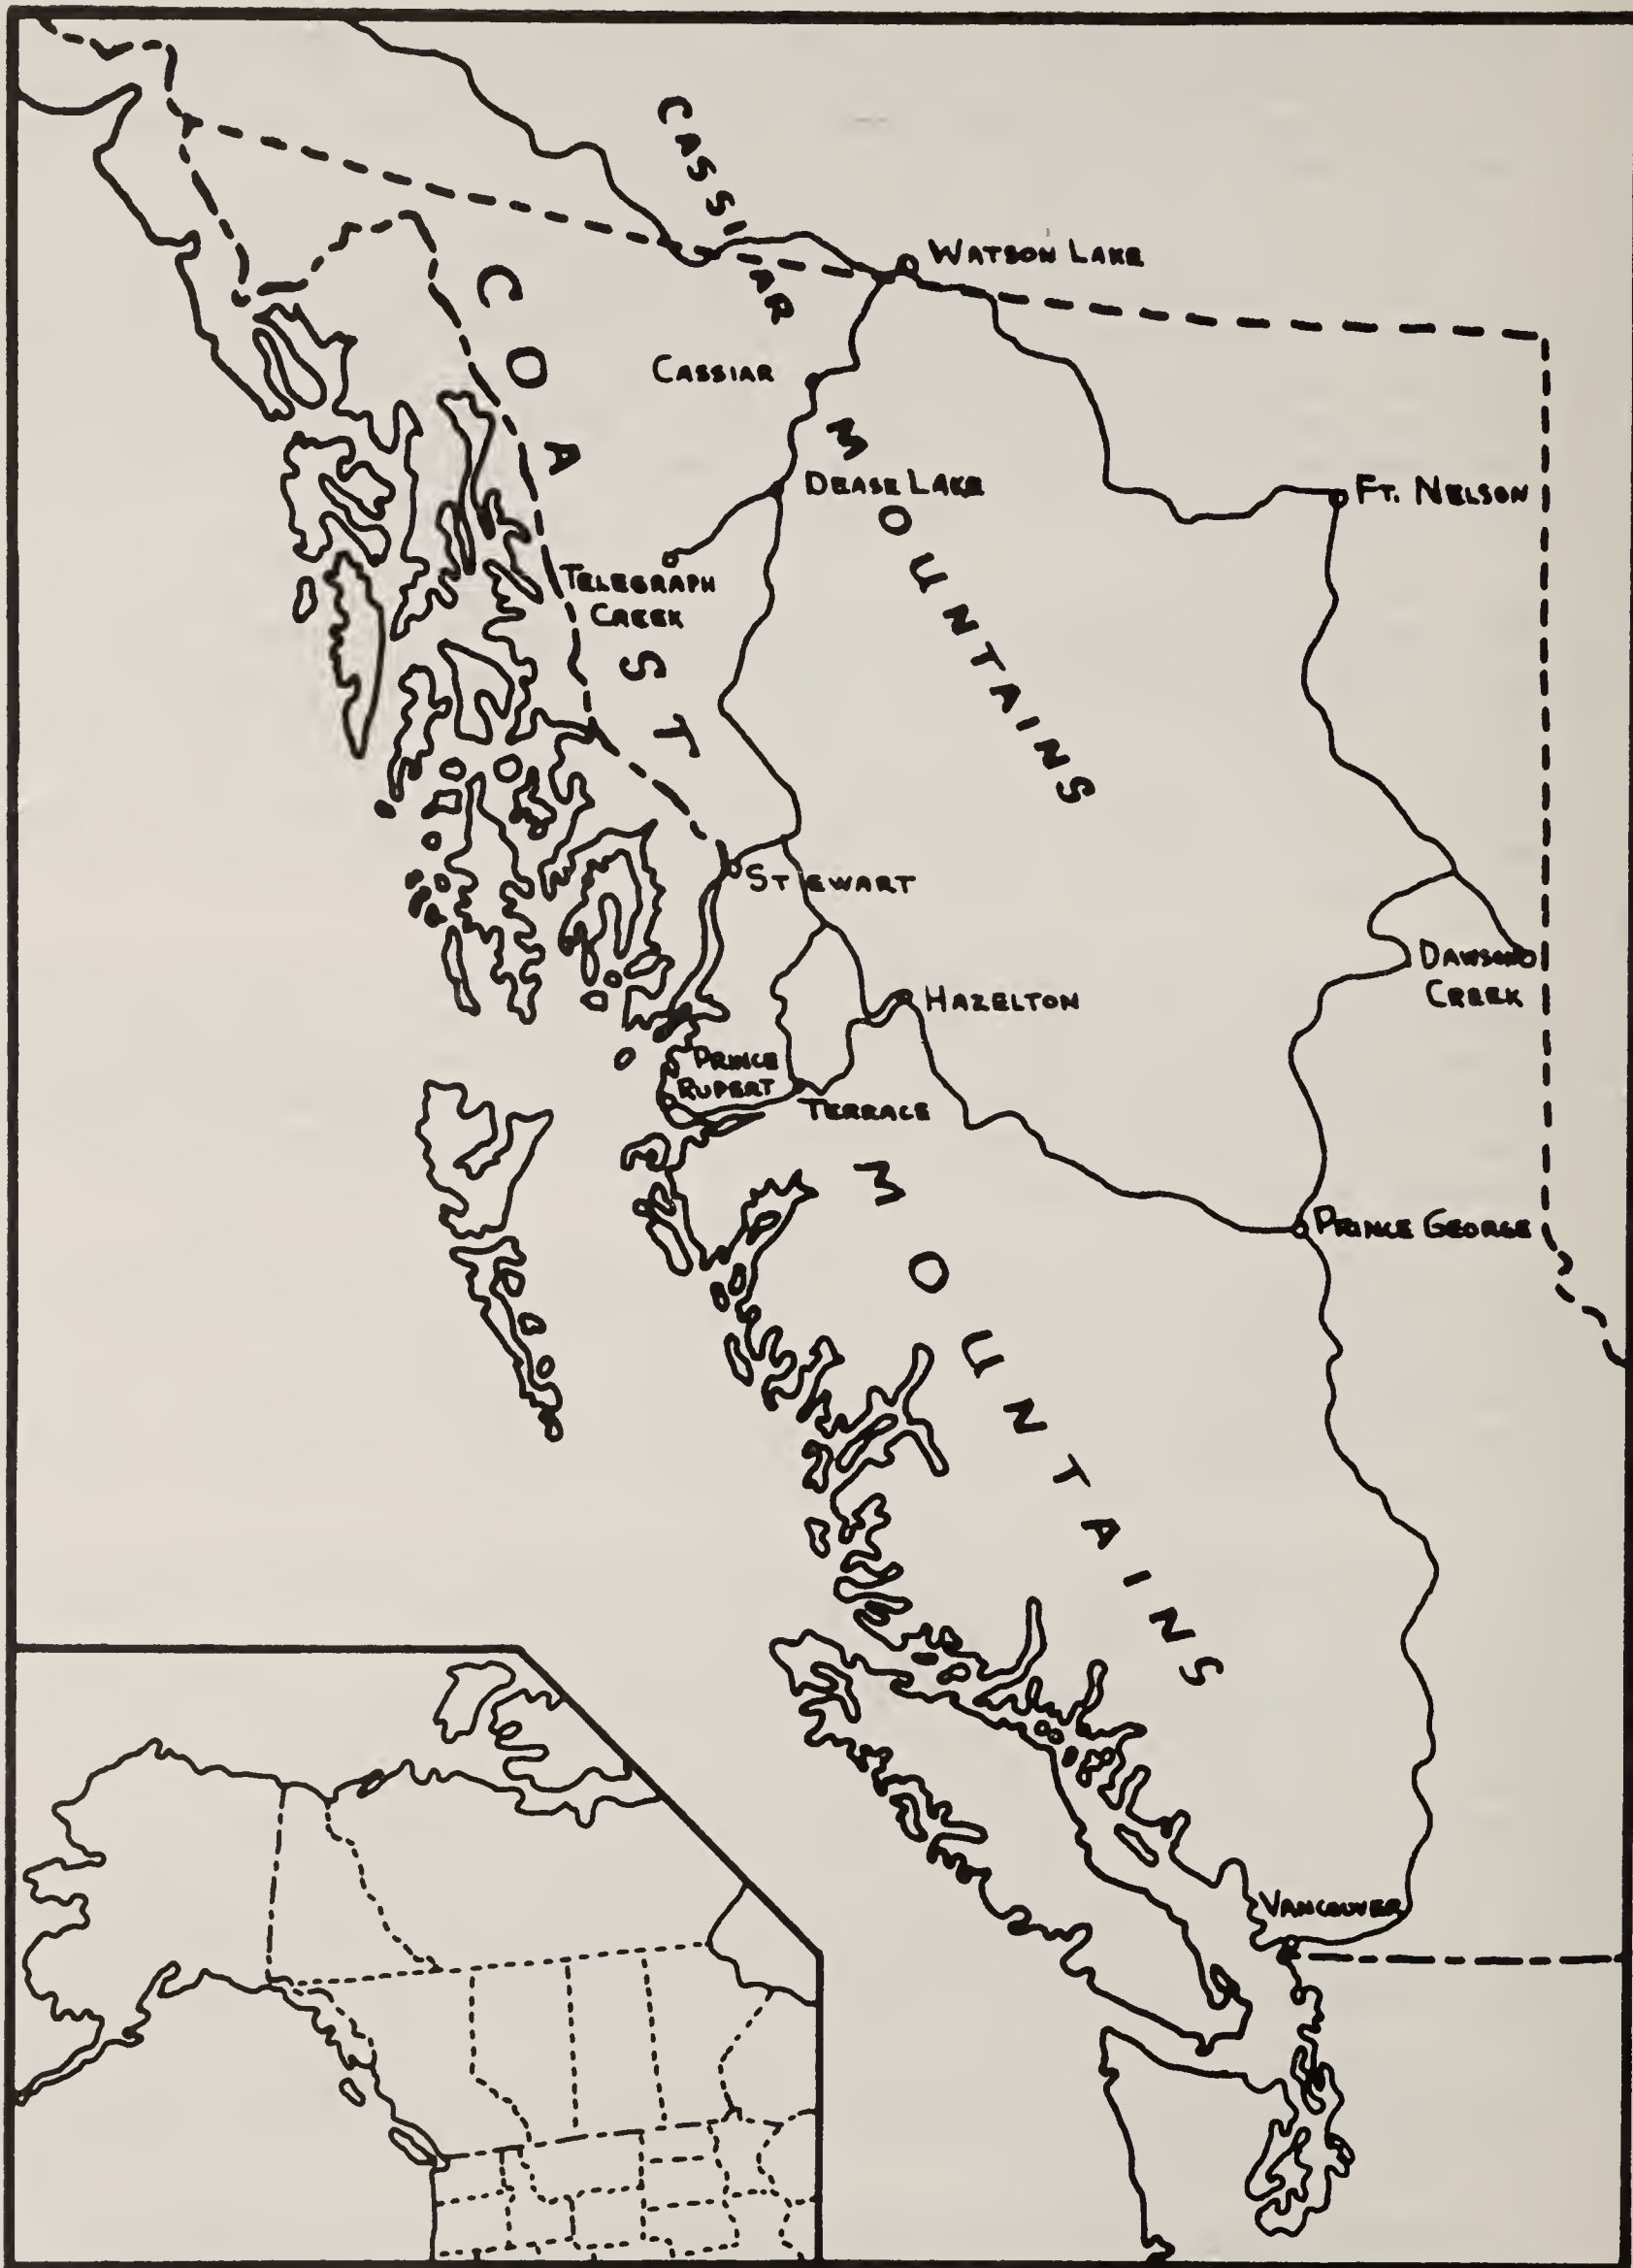 CASSIAR
WATSON LAKE
COAST
CASSIAR
MOUNTAINS
DEASE LAKE
FT. NELSON
TELEGRAPH
CREEK
STEWART
DAWSON
CREEK
HAZELTON
PRINCE
RUPERT
TERRACE
MOUNTAINS
PRINCE GEORGE
VANCOUVER